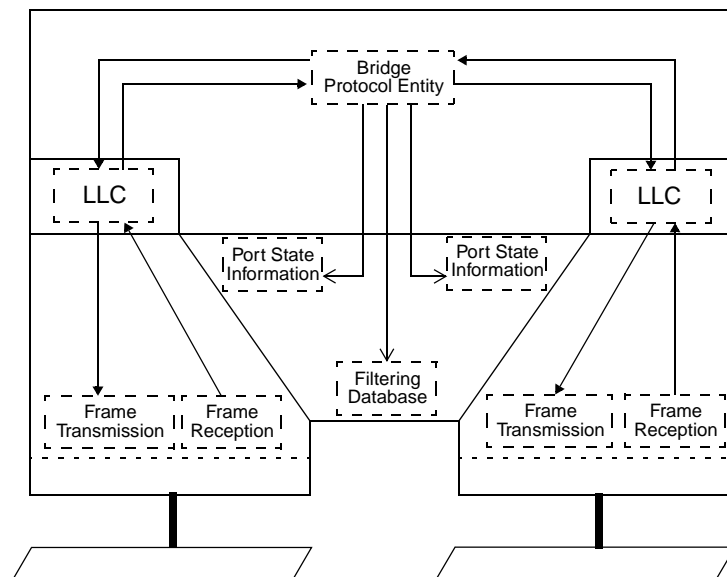 Bridge
Protocol Entity
LLC
LLC
Port State
Information
Port State
Information
Filtering
Database
Frame
Transmission
Frame
Reception
Frame
Transmission
Frame
Reception